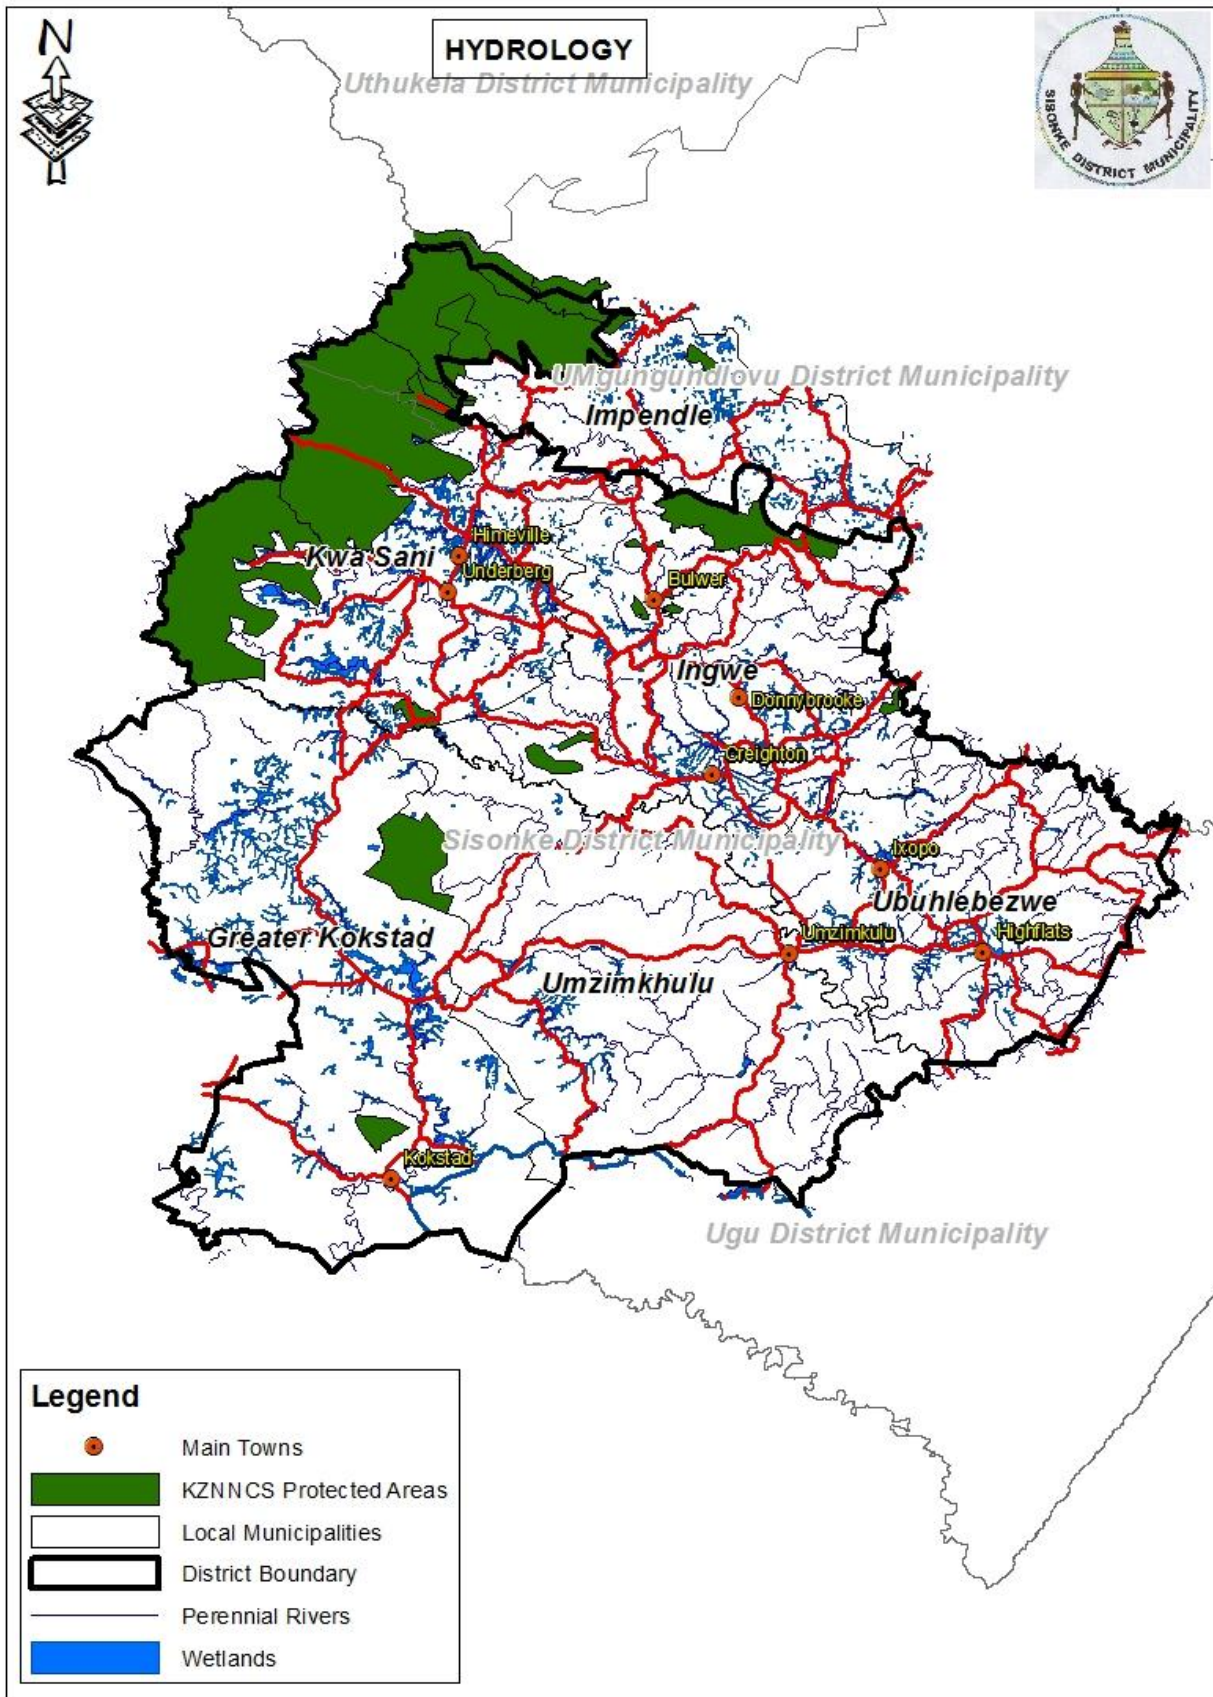 N
HYDROLOGY
Uthukela District Municipality
SISONKE DISTRICT MUNICIPALITY
UMgungundlovu District Municipality
Impendle
Himeville
Kwa Sani
Underberg
Bulwer
Ingwe
Donnybrooke
Creighton
Sisonke District Municipality
Ixopo
Ubuhlebezwe
Greater Kokstad
Umzimkulu
Highflats
Umzimkhulu
Kokstad
Ugu District Municipality
Legend
Main Towns
KZNNCS Protected Areas
Local Municipalities
District Boundary
Perennial Rivers
Wetlands